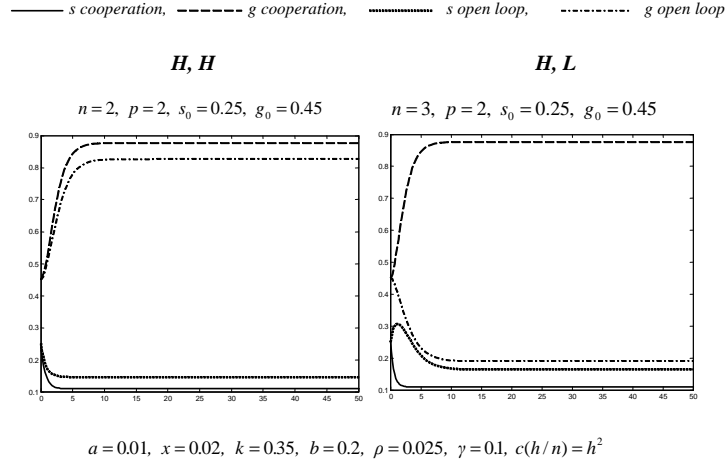 s cooperation, g cooperation, s open loop, g open loop
H, H H, L
n = 2, p = 2, s₀ = 0.25, g₀ = 0.45 n = 3, p = 2, s₀ = 0.25, g₀ = 0.45
0.9 0.9
0.8 0.8
0.7 0.7
0.6 0.6
0.5 0.5
0.4 0.4
0.3 0.3
0.2 0.2
0.1 0.1
0 5 10 15 20 25 30 35 40 45 50 0 5 10 15 20 25 30 35 40 45 50
a = 0.01, x = 0.02, k = 0.35, b = 0.2, ρ = 0.025, γ = 0.1, c(h / n) = h²